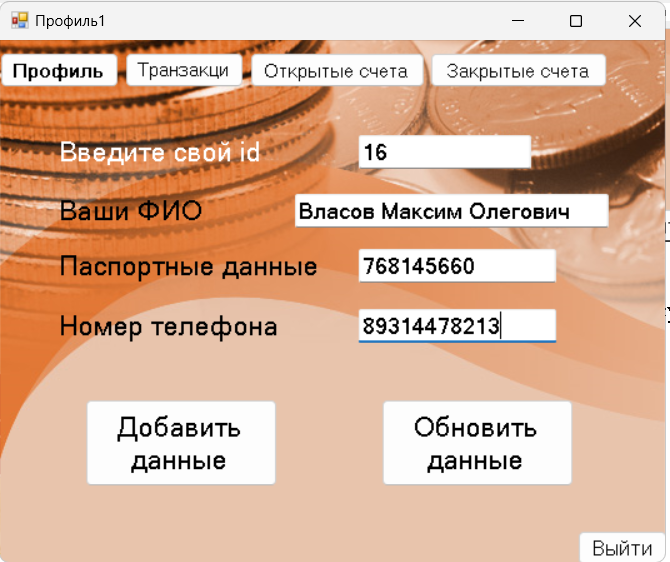 Профиль1
Профиль Транзакци Открытые счета Закрытые счета
Введите свой id 16
Ваши ФИО Власов Максим Олегович
Паспортные данные 768145660
Номер телефона 89314478213
Добавить данные
Обновить данные
Выйти